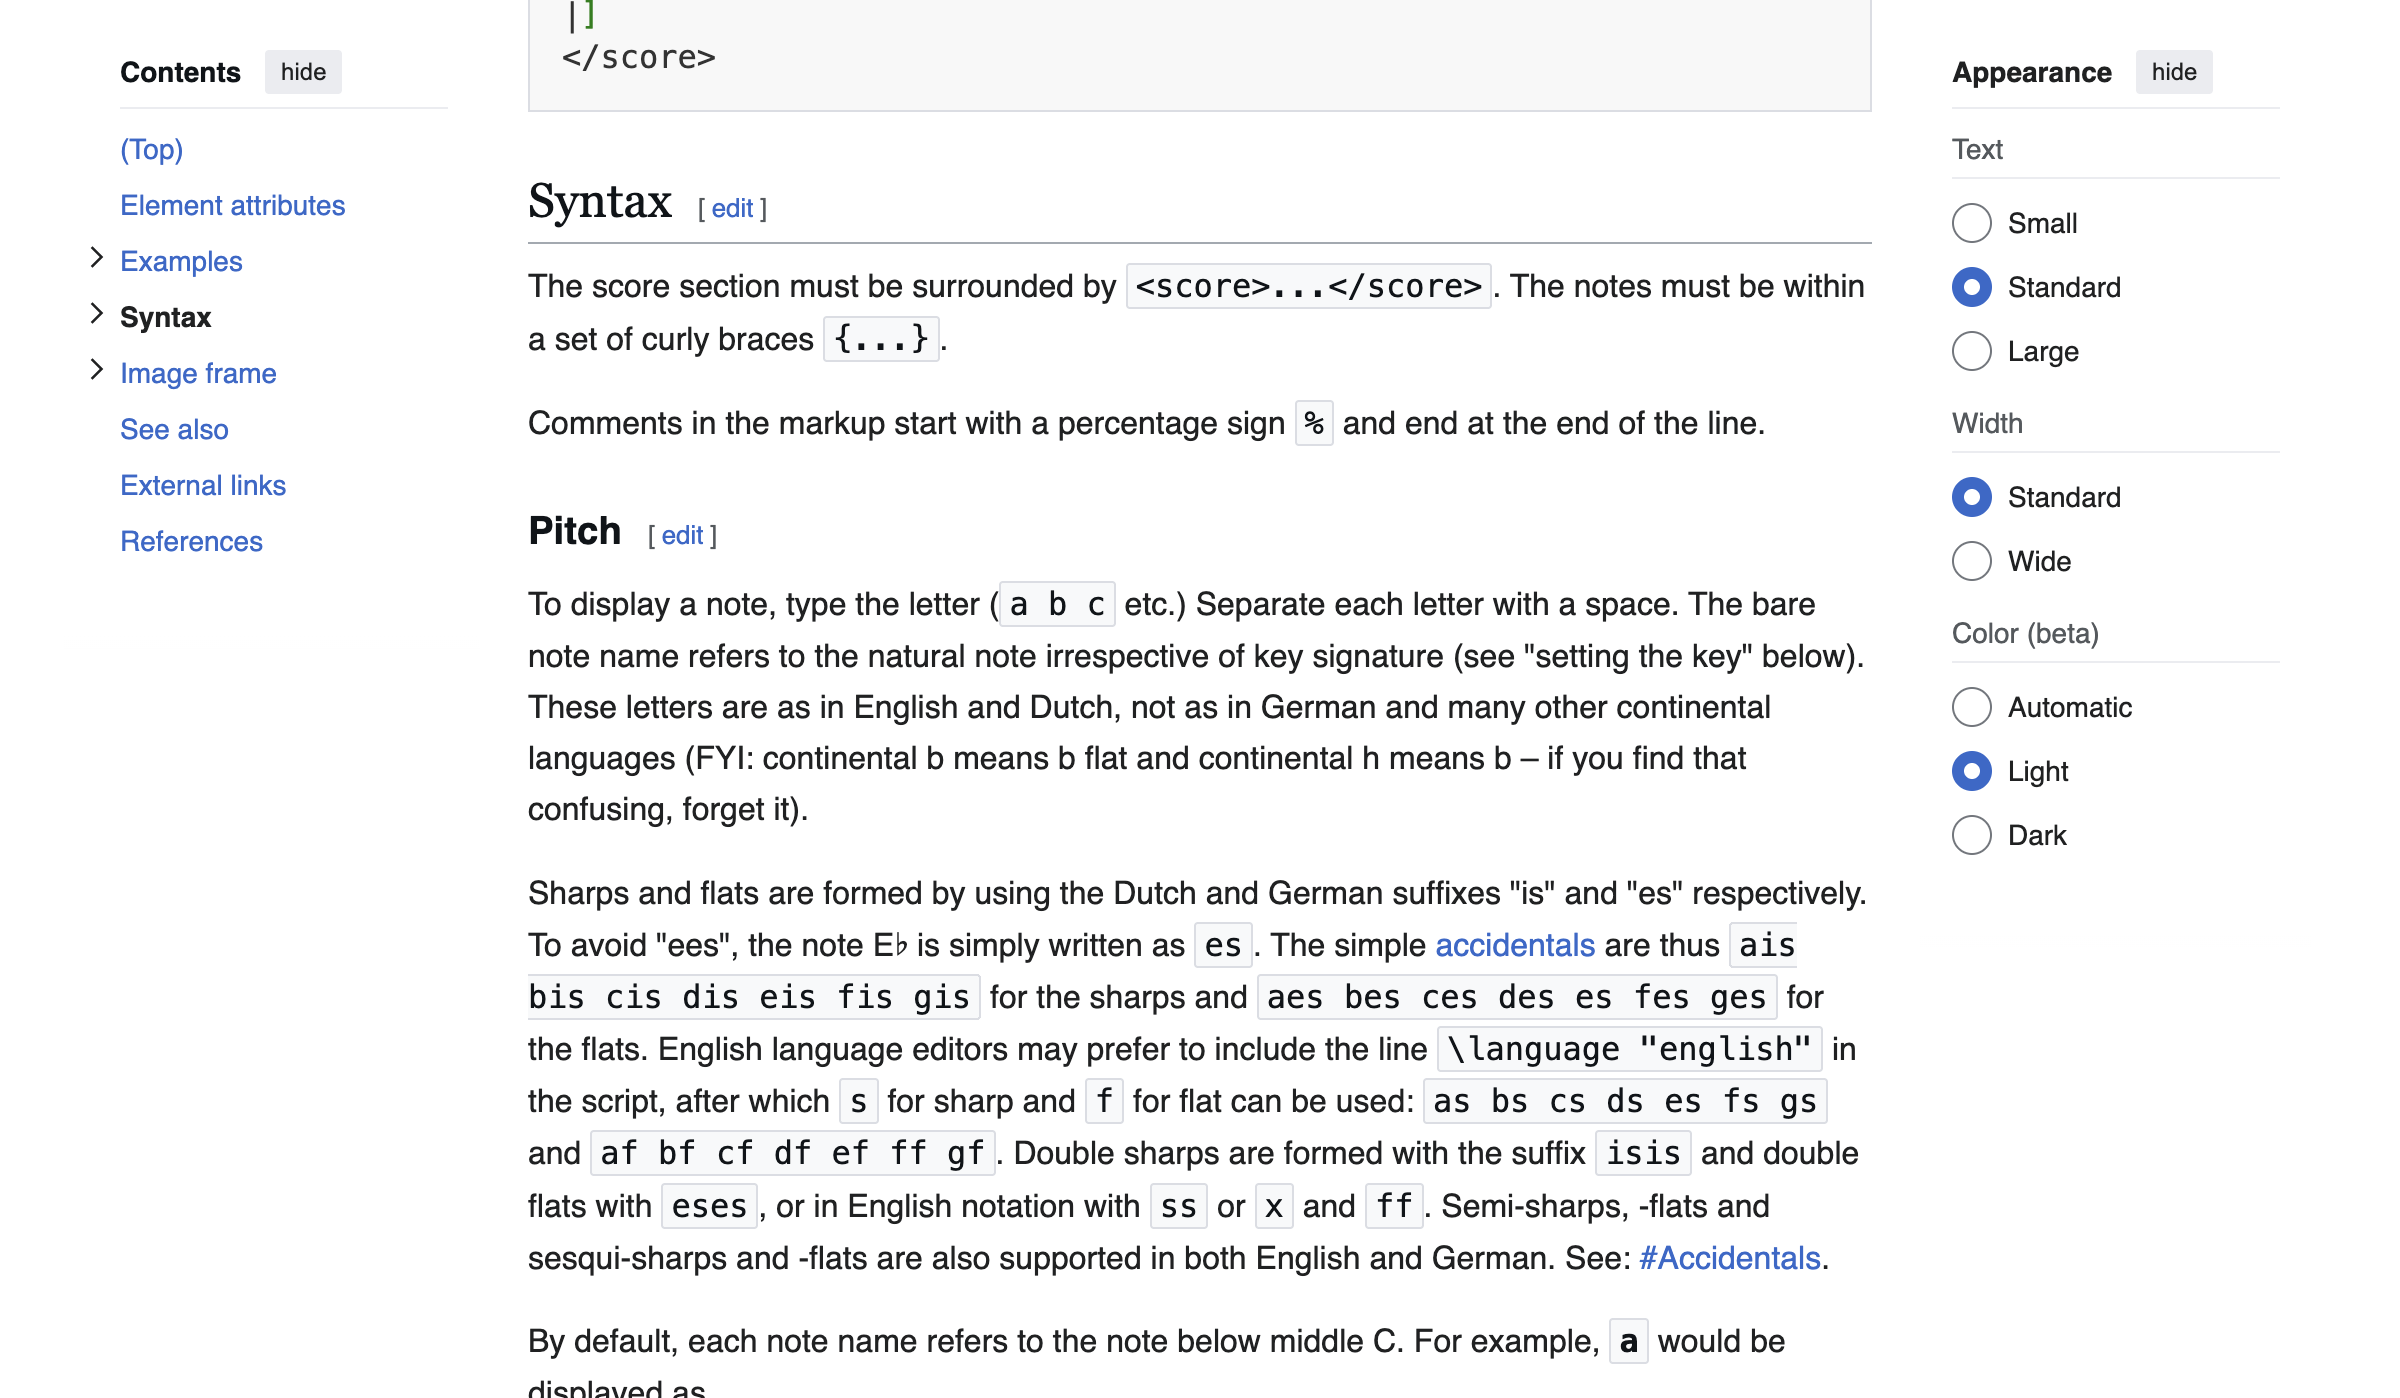 Contents hide
(Top)
Element attributes
Examples
Syntax
Image frame
See also
External links
References
|]
</score>
Syntax [ edit ]
The score section must be surrounded by <score>...</score>. The notes must be within
a set of curly braces {...}.
Comments in the markup start with a percentage sign % and end at the end of the line.
Pitch [ edit ]
To display a note, type the letter (a b c etc.) Separate each letter with a space. The bare
note name refers to the natural note irrespective of key signature (see "setting the key" below).
These letters are as in English and Dutch, not as in German and many other continental
languages (FYI: continental b means b flat and continental h means b – if you find that
confusing, forget it).
Sharps and flats are formed by using the Dutch and German suffixes "is" and "es" respectively.
To avoid "ees", the note E♭ is simply written as es. The simple accidentals are thus ais
bis cis dis eis fis gis for the sharps and aes bes ces des es fes ges for
the flats. English language editors may prefer to include the line \language "english" in
the script, after which s for sharp and f for flat can be used: as bs cs ds es fs gs
and af bf cf df ef ff gf. Double sharps are formed with the suffix isis and double
flats with eses, or in English notation with ss or x and ff. Semi-sharps, -flats and
sesqui-sharps and -flats are also supported in both English and German. See: #Accidentals.
By default, each note name refers to the note below middle C. For example, a would be
displayed as
Appearance hide
Text
Small
Standard
Large
Width
Standard
Wide
Color (beta)
Automatic
Light
Dark